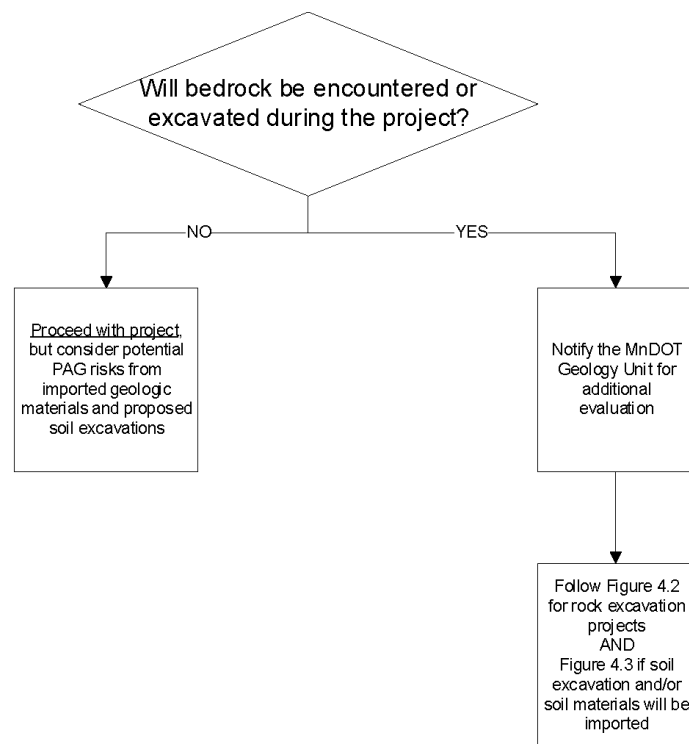 Will bedrock be encountered or
excavated during the project?
NO
YES
Proceed with project,
but consider potential
PAG risks from
imported geologic
materials and proposed
soil excavations
Notify the MnDOT
Geology Unit for
additional
evaluation
Follow Figure 4.2
for rock excavation
projects
AND
Figure 4.3 if soil
excavation and/or
soil materials will be
imported